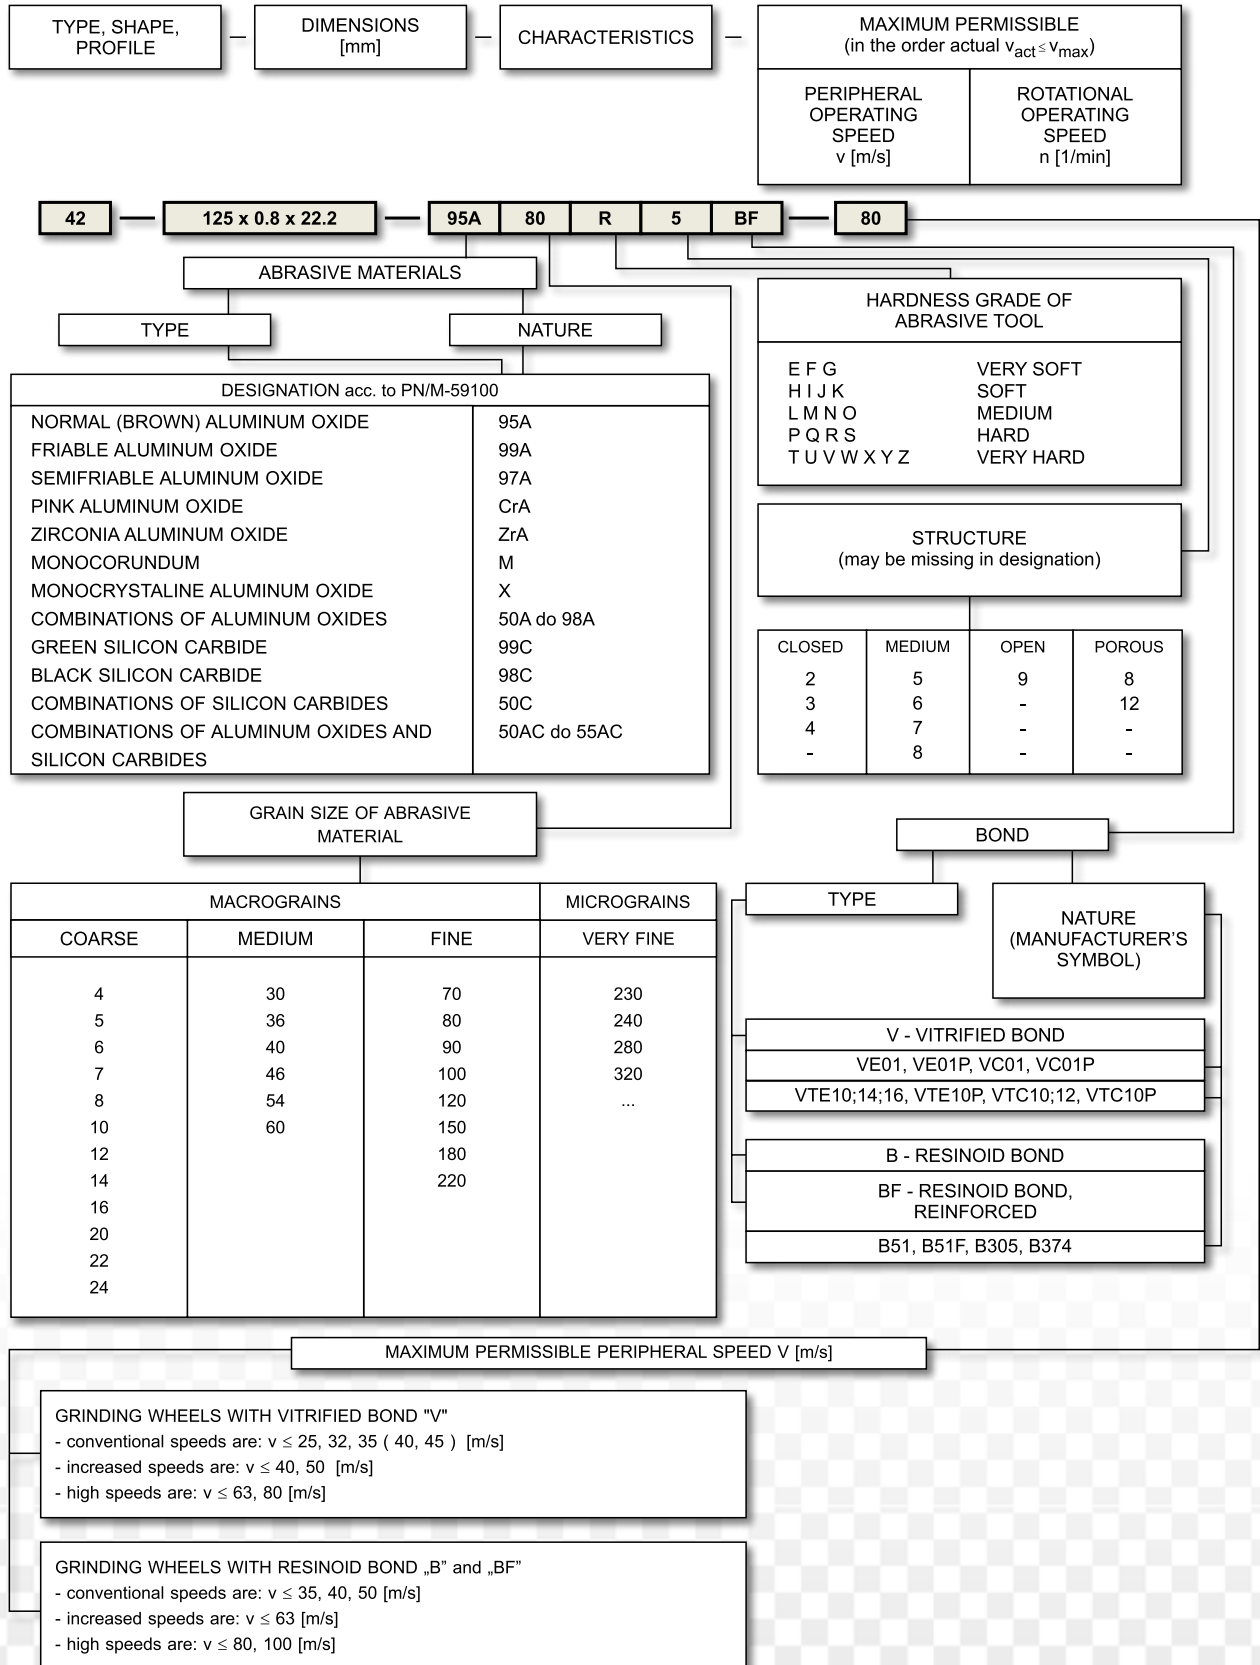 TYPE, SHAPE,
PROFILE
DIMENSIONS
[mm]
CHARACTERISTICS
MAXIMUM PERMISSIBLE
(in the order actual vact ≤ vmax)
PERIPHERAL
OPERATING
SPEED
v [m/s]
ROTATIONAL
OPERATING
SPEED
n [1/min]
42 — 125 x 0.8 x 22.2 — 95A 80 R 5 BF — 80
ABRASIVE MATERIALS
TYPE
NATURE
DESIGNATION acc. to PN/M-59100
NORMAL (BROWN) ALUMINUM OXIDE 95A
FRIABLE ALUMINUM OXIDE 99A
SEMIFRIABLE ALUMINUM OXIDE 97A
PINK ALUMINUM OXIDE CrA
ZIRCONIA ALUMINUM OXIDE ZrA
MONOCORUNDUM M
MONOCRYSTALINE ALUMINUM OXIDE X
COMBINATIONS OF ALUMINUM OXIDES 50A do 98A
GREEN SILICON CARBIDE 99C
BLACK SILICON CARBIDE 98C
COMBINATIONS OF SILICON CARBIDES 50C
COMBINATIONS OF ALUMINUM OXIDES AND 50AC do 55AC
SILICON CARBIDES
HARDNESS GRADE OF
ABRASIVE TOOL
E F G VERY SOFT
H I J K SOFT
L M N O MEDIUM
P Q R S HARD
T U V W X Y Z VERY HARD
STRUCTURE
(may be missing in designation)
CLOSED MEDIUM OPEN POROUS
2 5 9 8
3 6 - 12
4 7 - -
- 8 - -
GRAIN SIZE OF ABRASIVE
MATERIAL
MACROGRAINS MICROGRAINS
COARSE MEDIUM FINE VERY FINE
4 30 70 230
5 36 80 240
6 40 90 280
7 46 100 320
8 54 120 ...
10 60 150
12 180
14 220
16
20
22
24
BOND
TYPE
NATURE
(MANUFACTURER'S
SYMBOL)
V - VITRIFIED BOND
VE01, VE01P, VC01, VC01P
VTE10;14;16, VTE10P, VTC10;12, VTC10P
B - RESINOID BOND
BF - RESINOID BOND,
REINFORCED
B51, B51F, B305, B374
MAXIMUM PERMISSIBLE PERIPHERAL SPEED V [m/s]
GRINDING WHEELS WITH VITRIFIED BOND "V"
- conventional speeds are: v ≤ 25, 32, 35 ( 40, 45 ) [m/s]
- increased speeds are: v ≤ 40, 50 [m/s]
- high speeds are: v ≤ 63, 80 [m/s]
GRINDING WHEELS WITH RESINOID BOND „B” and „BF”
- conventional speeds are: v ≤ 35, 40, 50 [m/s]
- increased speeds are: v ≤ 63 [m/s]
- high speeds are: v ≤ 80, 100 [m/s]